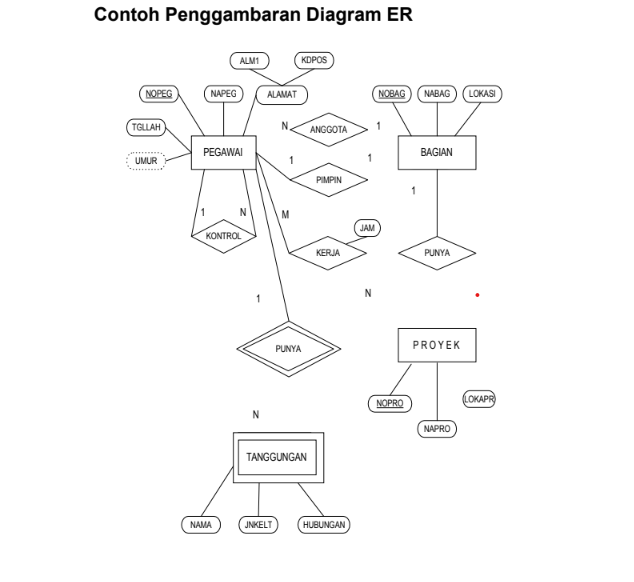 Contoh Penggambaran Diagram ER
ALM1
KDPOS
NOPEG
NAPEG
ALAMAT
NOBAG
NABAG
LOKASI
TGLLAH
N
ANGGOTA
1
PEGAWAI
BAGIAN
UMUR
1
1
PIMPIN
1
1
N
M
JAM
KONTROL
KERJA
PUNYA
1
N
PUNYA
PROYEK
NOPRO
LOKAPR
NAPRO
N
TANGGUNGAN
NAMA
JNKELT
HUBUNGAN